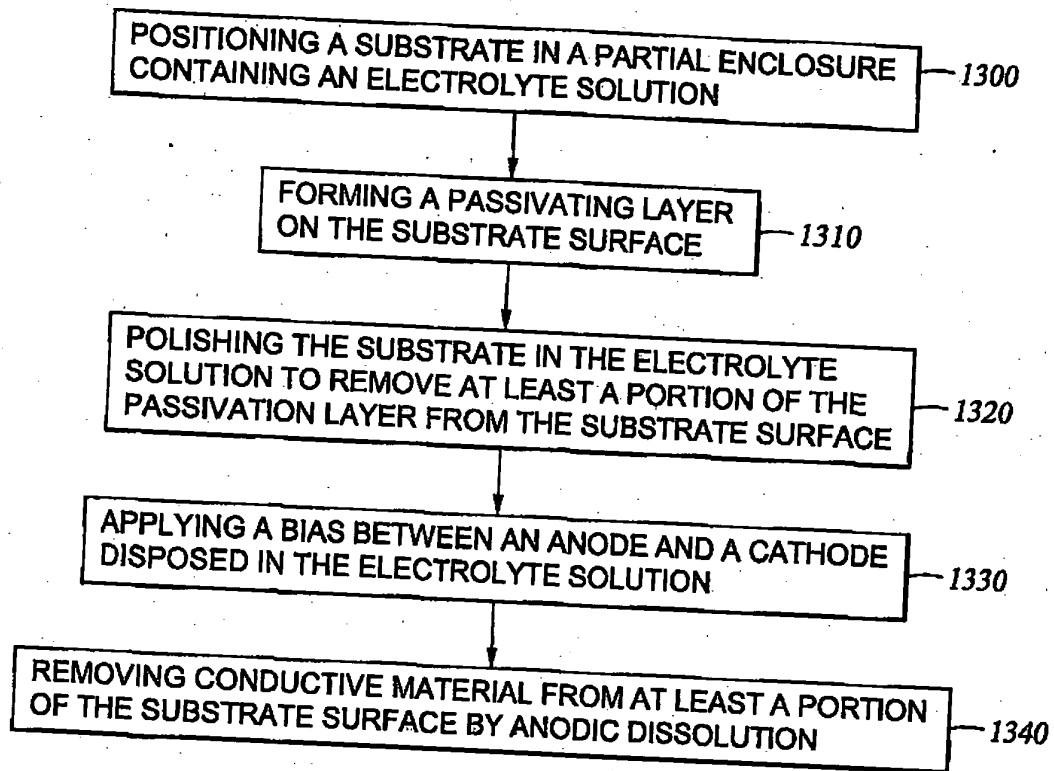 POSITIONING A SUBSTRATE IN A PARTIAL ENCLOSURE
CONTAINING AN ELECTROLYTE SOLUTION
1300
FORMING A PASSIVATING LAYER
ON THE SUBSTRATE SURFACE
1310
POLISHING THE SUBSTRATE IN THE ELECTROLYTE
SOLUTION TO REMOVE AT LEAST A PORTION OF THE
PASSIVATION LAYER FROM THE SUBSTRATE SURFACE
1320
APPLYING A BIAS BETWEEN AN ANODE AND A CATHODE
DISPOSED IN THE ELECTROLYTE SOLUTION
1330
REMOVING CONDUCTIVE MATERIAL FROM AT LEAST A PORTION
OF THE SUBSTRATE SURFACE BY ANODIC DISSOLUTION
1340